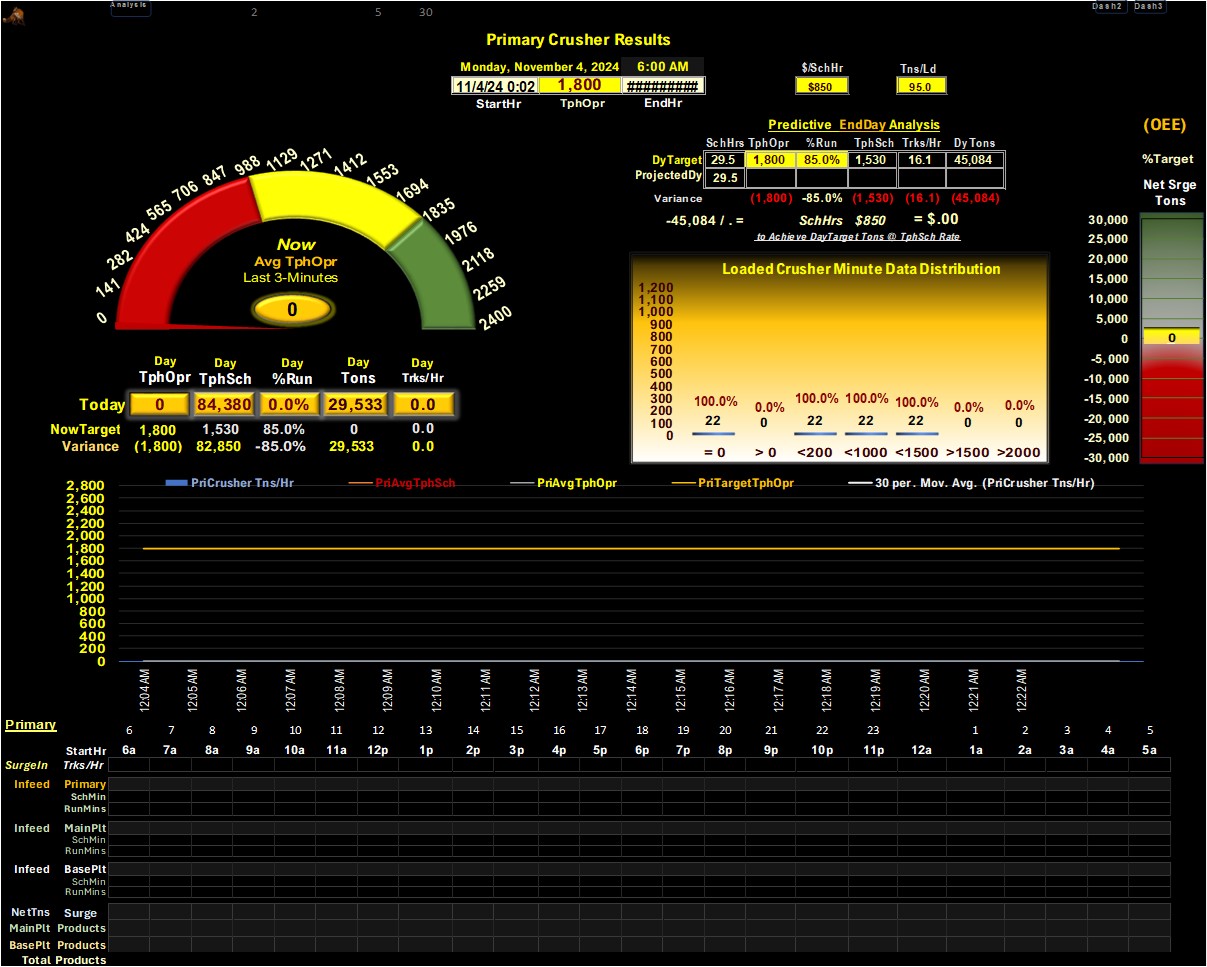 Analysis 2 5 30 Dash2 Dash3
Primary Crusher Results
Monday, November 4, 2024 6:00 AM
11/4/24 0:02 1,800 ###########
StartHr TphOpr EndHr
$/SchHr Tns/Ld
$850 95.0
Predictive EndDay Analysis
SchHrs TphOpr %Run TphSch Trks/Hr DyTons
DyTarget 29.5 1,800 85.0% 1,530 16.1 45,084
ProjectedDy 29.5
Variance (1,800) -85.0% (1,530) (16.1) (45,084)
-45,084 / . = SchHrs $850 = $.00
to Achieve DayTarget Tons @ TphSch Rate
(OEE)
%Target
Net Srge
Tons
30,000
25,000
20,000
15,000
10,000
5,000
0 0
-5,000
-10,000
-15,000
-20,000
-25,000
-30,000
0 141 282 424 565 706 847 988 1129 1271 1412 1553 1694 1835 1976 2118 2259 2400
Now
Avg TphOpr
Last 3-Minutes
0
Loaded Crusher Minute Data Distribution
1,200
1,100
1,000
900
800
700
600
500
400
300
200
100
0
100.0% 0.0% 100.0% 100.0% 100.0% 0.0% 0.0%
22 0 22 22 22 0 0
= 0 > 0 <200 <1000 <1500 >1500 >2000
Day Day Day Day Day
TphOpr TphSch %Run Tons Trks/Hr
Today 0 84,380 0.0% 29,533 0.0
NowTarget 1,800 1,530 85.0% 0 0.0
Variance (1,800) 82,850 -85.0% 29,533 0.0
PriCrusher Tns/Hr PriAvgTphSch PriAvgTphOpr PriTargetTphOpr 30 per. Mov. Avg. (PriCrusher Tns/Hr)
2,800
2,600
2,400
2,200
2,000
1,800
1,600
1,400
1,200
1,000
800
600
400
200
0
12:04 AM 12:05 AM 12:06 AM 12:07 AM 12:08 AM 12:09 AM 12:10 AM 12:11 AM 12:12 AM 12:13 AM 12:14 AM 12:15 AM 12:16 AM 12:17 AM 12:18 AM 12:19 AM 12:20 AM 12:21 AM 12:22 AM
Primary
6 7 8 9 10 11 12 13 14 15 16 17 18 19 20 21 22 23 1 2 3 4 5
StartHr 6a 7a 8a 9a 10a 11a 12p 1p 2p 3p 4p 5p 6p 7p 8p 9p 10p 11p 12a 1a 2a 3a 4a 5a
SurgeIn Trks/Hr
Infeed Primary
SchMin
RunMins
Infeed MainPlt
SchMin
RunMins
Infeed BasePlt
SchMin
RunMins
NetTns Surge
MainPlt Products
BasePlt Products
Total Products